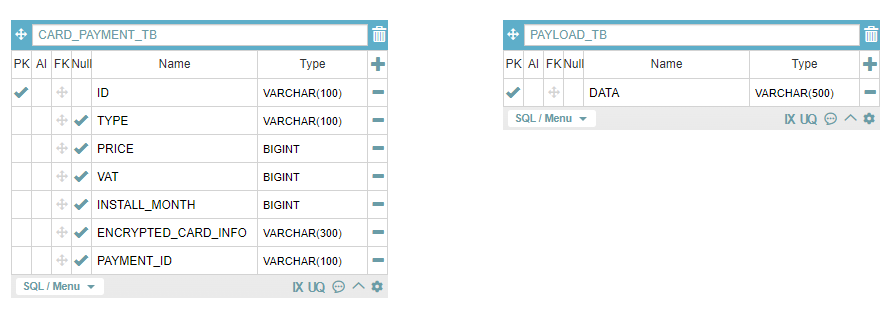 CARD_PAYMENT_TB
PK AI FK Null Name Type
ID VARCHAR(100)
TYPE VARCHAR(100)
PRICE BIGINT
VAT BIGINT
INSTALL_MONTH BIGINT
ENCRYPTED_CARD_INFO VARCHAR(300)
PAYMENT_ID VARCHAR(100)
SQL / Menu IX UQ
PAYLOAD_TB
PK AI FK Null Name Type
DATA VARCHAR(500)
SQL / Menu IX UQ